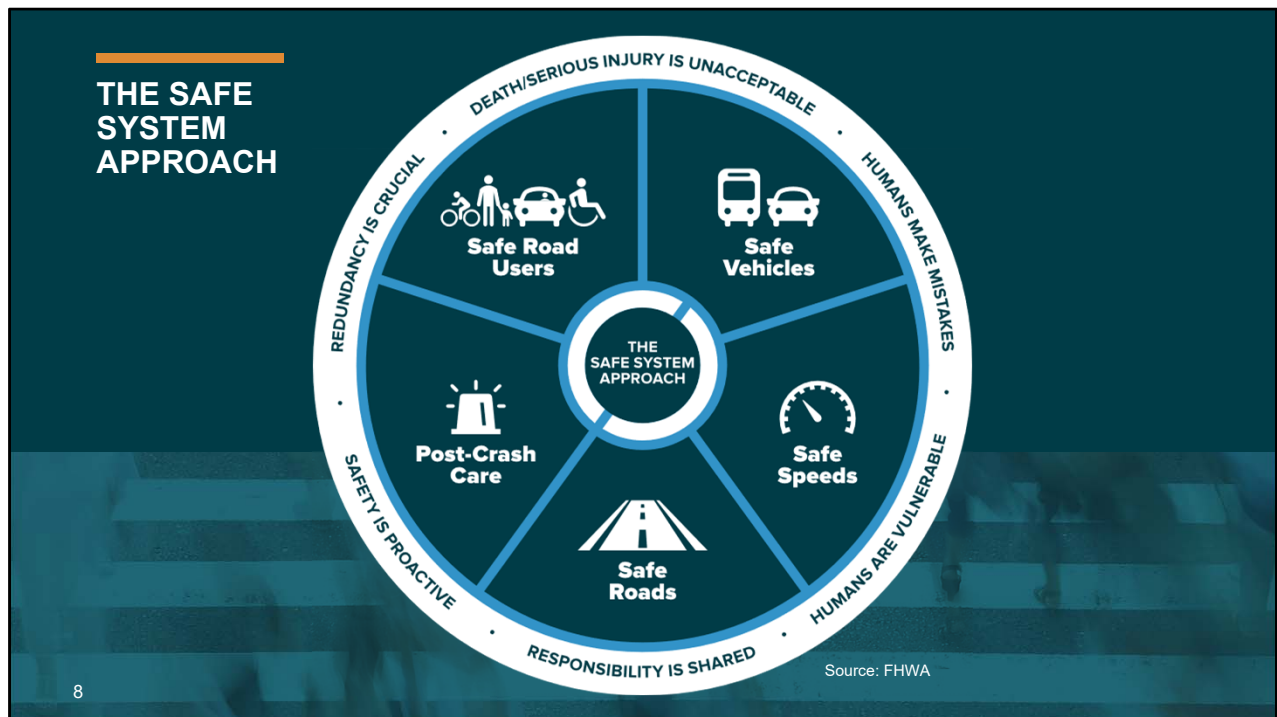 THE SAFE
SYSTEM
APPROACH
DEATH/SERIOUS INJURY IS UNACCEPTABLE
HUMANS MAKE MISTAKES
HUMANS ARE VULNERABLE
RESPONSIBILITY IS SHARED
SAFETY IS PROACTIVE
REDUNDANCY IS CRUCIAL
Safe Road
Users
Safe
Vehicles
Safe
Speeds
Safe
Roads
Post-Crash
Care
THE
SAFE SYSTEM
APPROACH
Source: FHWA
8